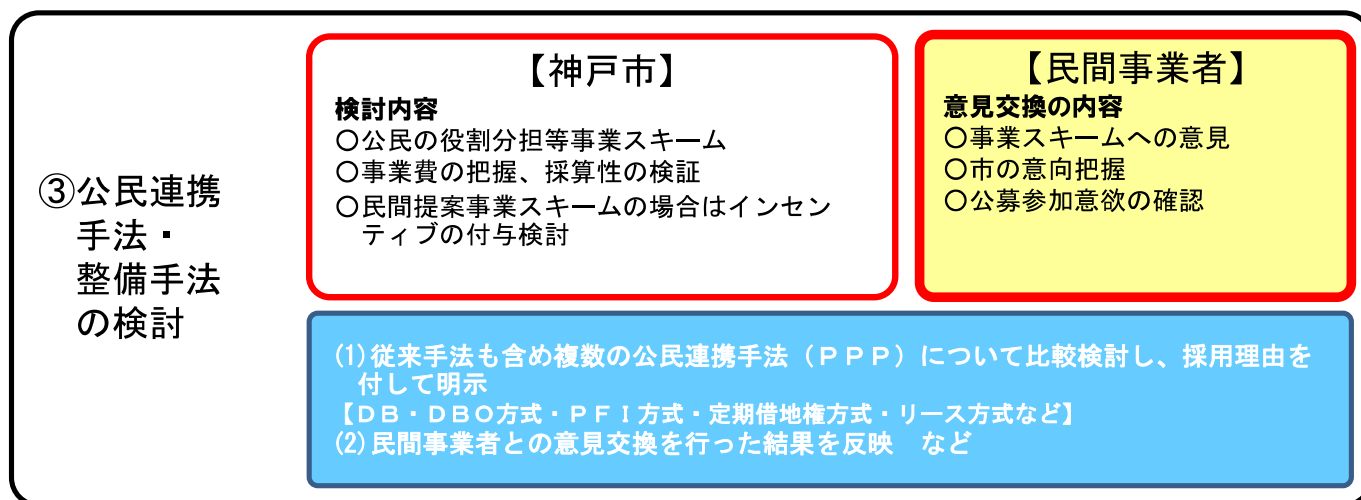 ③公民連携
手法・
整備手法
の検討
【神戸市】
検討内容
○公民の役割分担等事業スキーム
○事業費の把握、採算性の検証
○民間提案事業スキームの場合はインセン
ティブの付与検討
【民間事業者】
意見交換の内容
○事業スキームへの意見
○市の意向把握
○公募参加意欲の確認
(1)従来手法も含め複数の公民連携手法（ＰＰＰ）について比較検討し、採用理由を
付して明示
【ＤＢ・ＤＢＯ方式・ＰＦＩ方式・定期借地権方式・リース方式など】
(2)民間事業者との意見交換を行った結果を反映　など